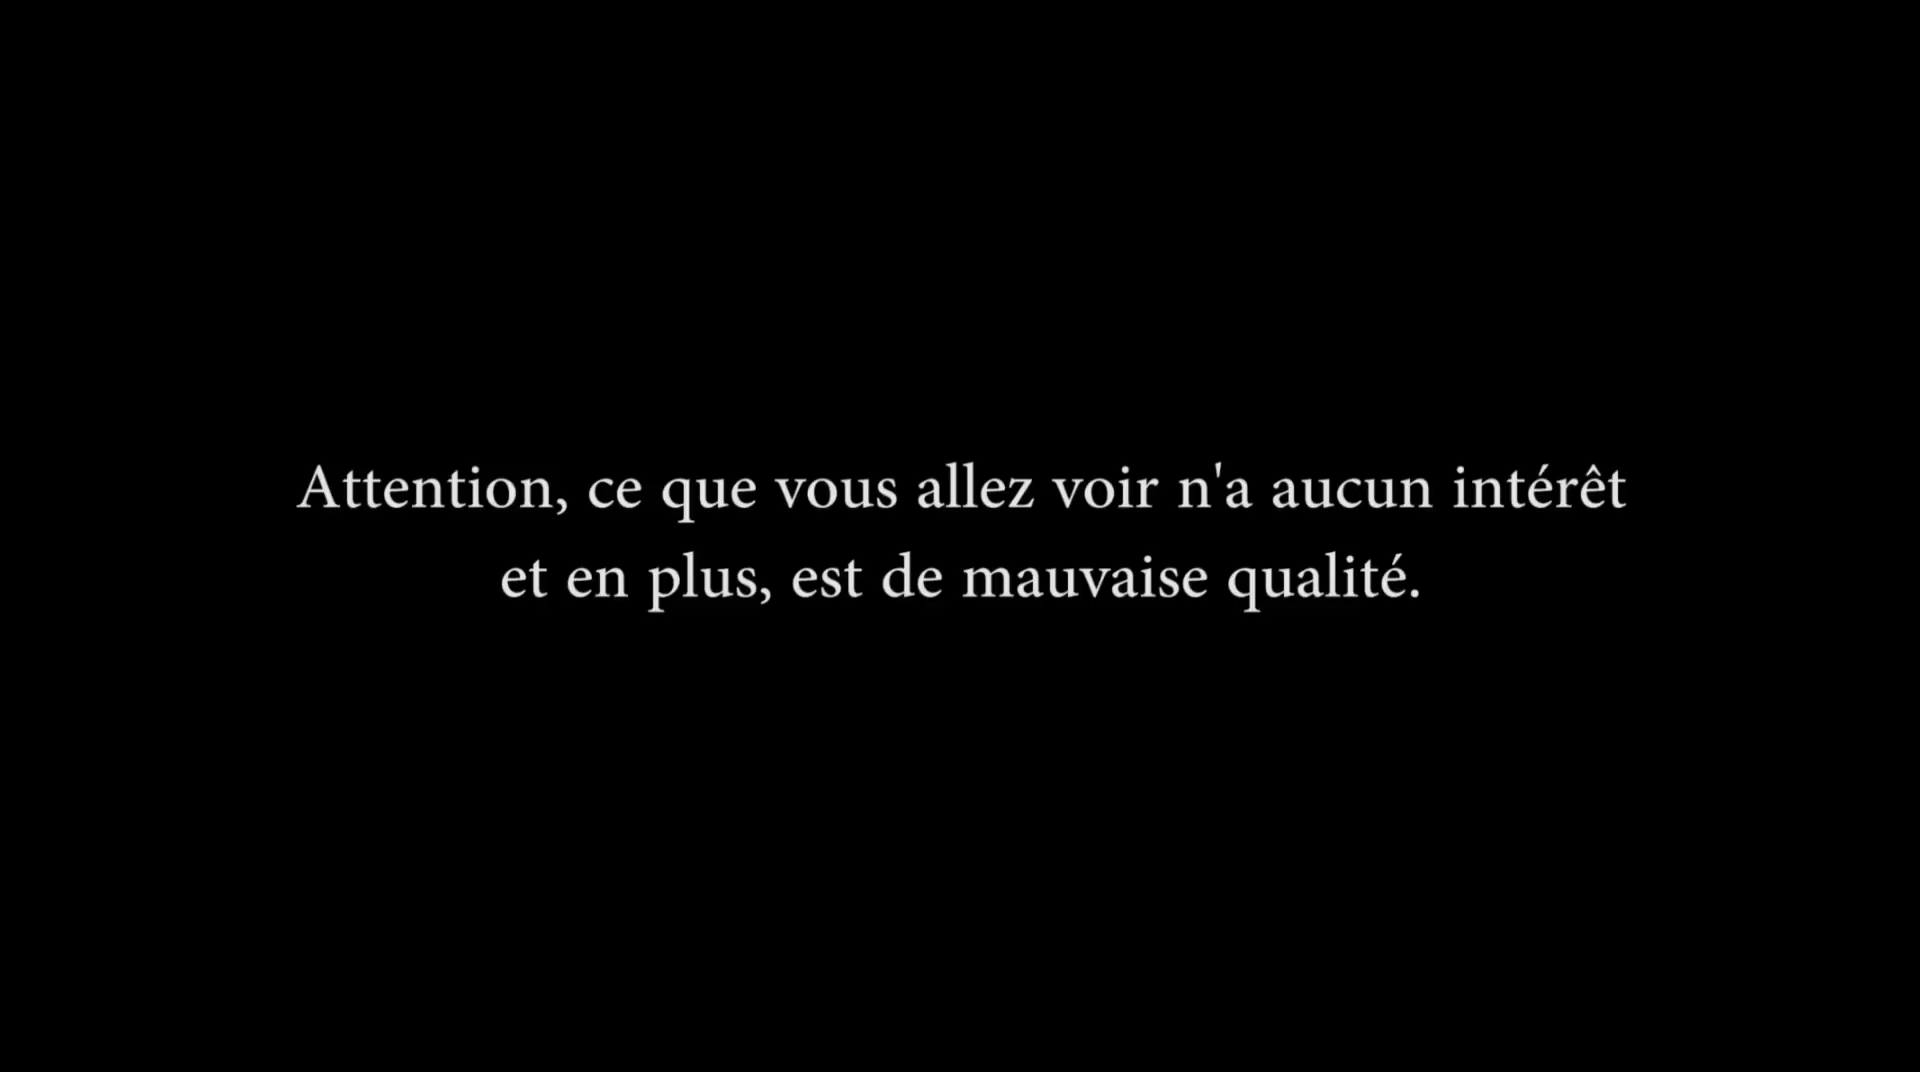 Attention, ce que vous allez voir n'a aucun intérêt
et en plus, est de mauvaise qualité.